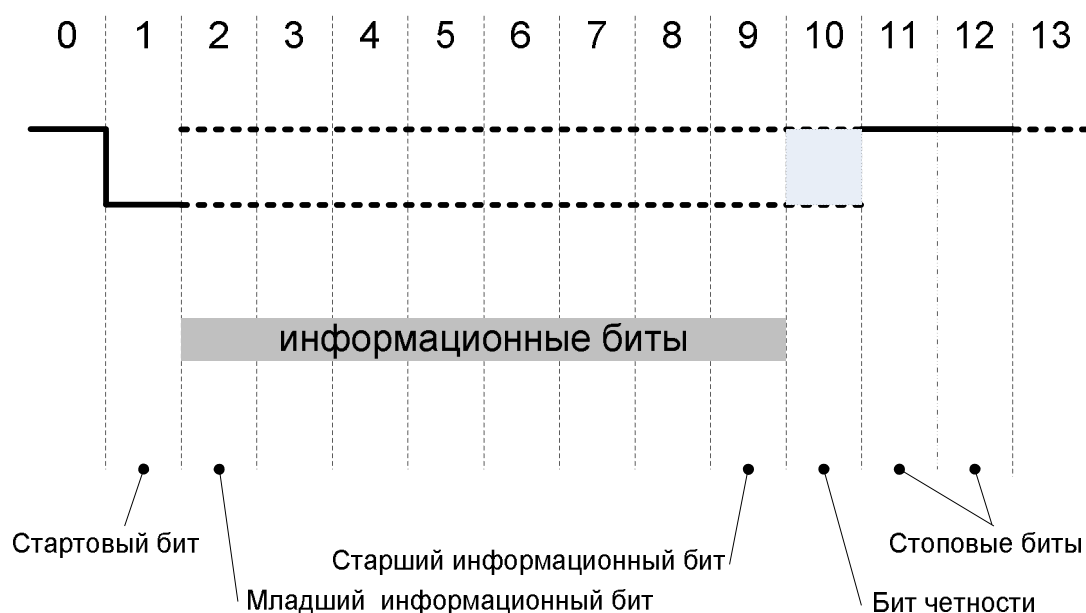 0 1 2 3 4 5 6 7 8 9 10 11 12 13
информационные биты
Стартовый бит
Стоповые биты
Старший информационный бит
Младший информационный бит
Бит четности